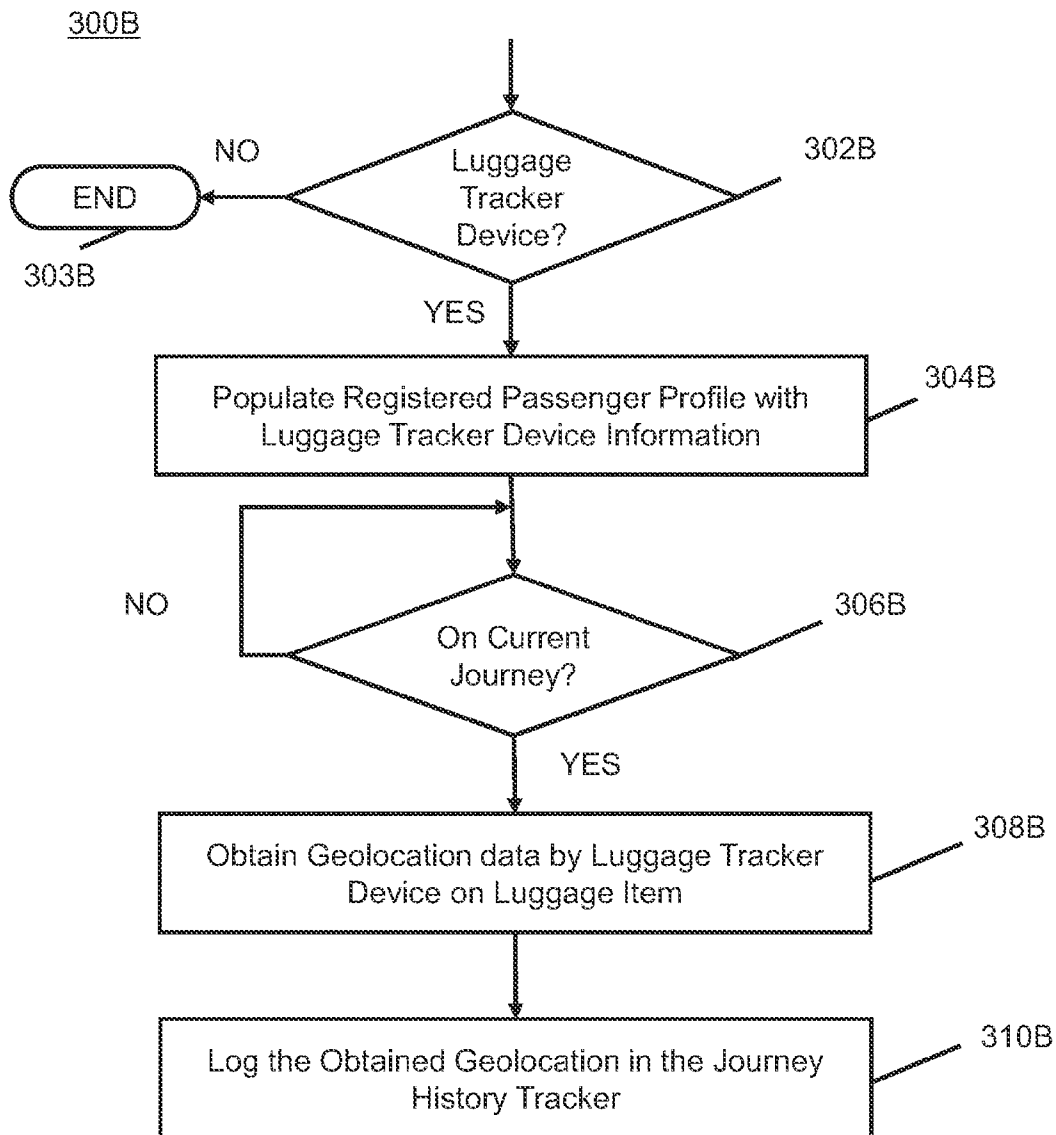 300B
NO
Luggage
Tracker
Device?
302B
END
303B
YES
Populate Registered Passenger Profile with
Luggage Tracker Device Information
304B
NO
On Current
Journey?
306B
YES
Obtain Geolocation data by Luggage Tracker
Device on Luggage Item
308B
Log the Obtained Geolocation in the Journey
History Tracker
310B